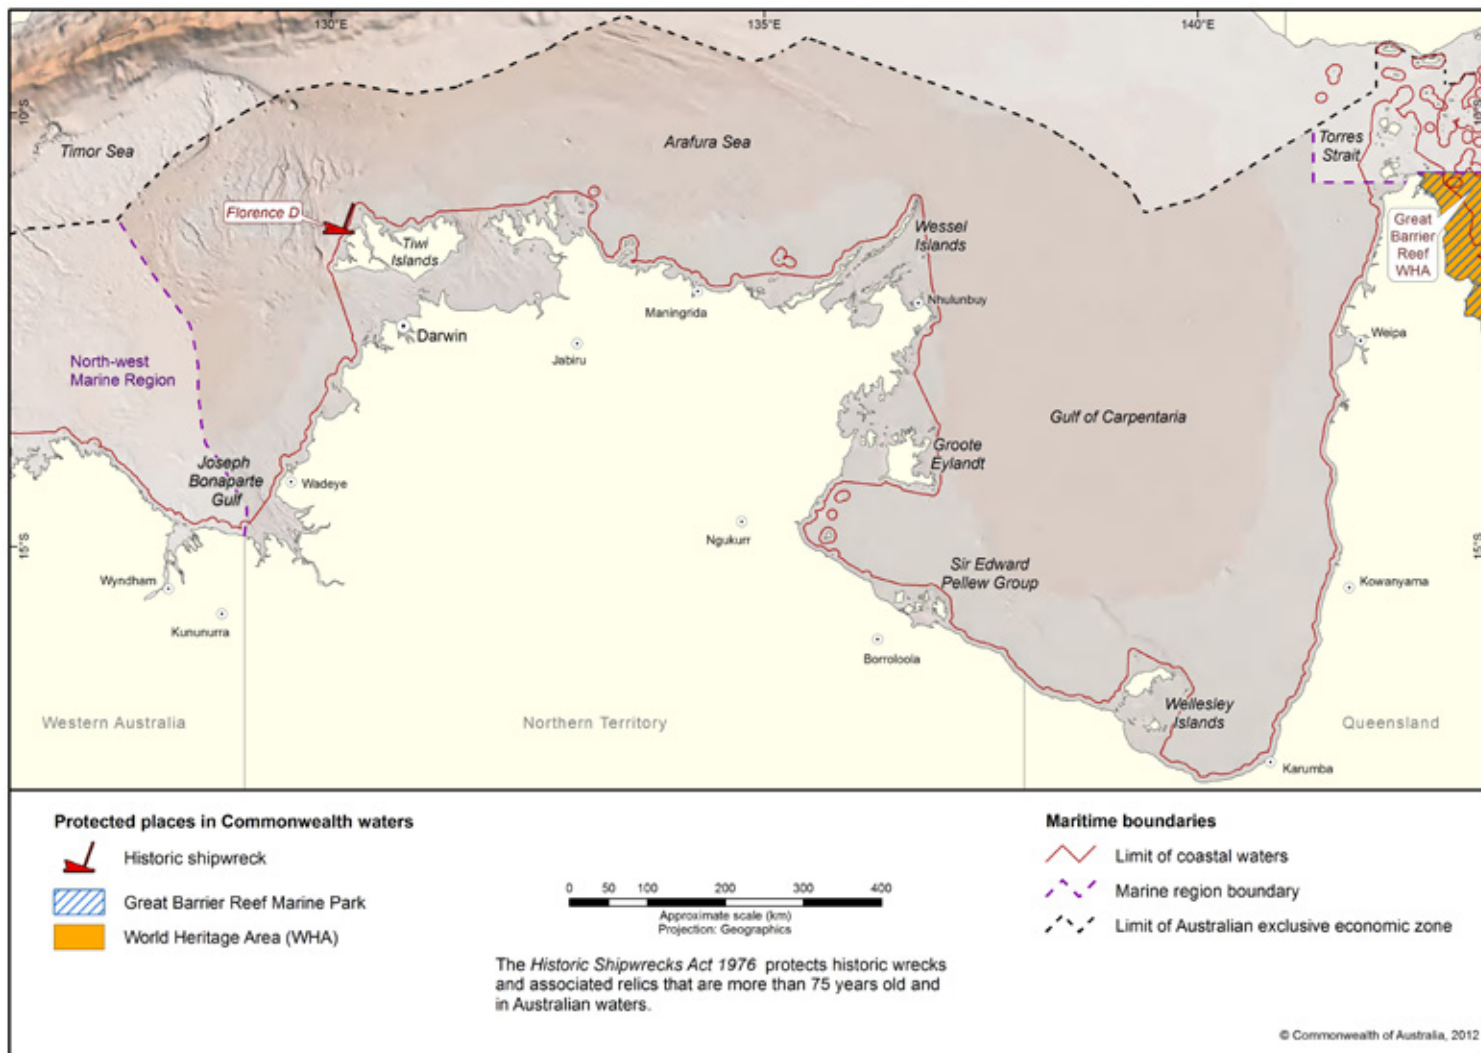 130°E
135°E
140°E
10°S
10°S
Timor Sea
Arafura Sea
Torres
Strait
Florence D
Tiwi
Islands
Wessel
Islands
Great
Barrier
Reef
WHA
Nhulunbuy
Maningrida
Darwin
Jabiru
Weipa
North-west
Marine Region
Gulf of Carpentaria
Groote
Eylandt
Joseph
Bonaparte
Gulf
Wadeye
Ngukurr
15°S
15°S
Sir Edward
Pellew Group
Wyndham
Kowanyama
Kununurra
Borroloola
Western Australia
Northern Territory
Wellesley
Islands
Queensland
Karumba
Protected places in Commonwealth waters
Historic shipwreck
Great Barrier Reef Marine Park
World Heritage Area (WHA)
0 50 100 200 300 400
Approximate scale (km)
Projection: Geographics
The Historic Shipwrecks Act 1976 protects historic wrecks
and associated relics that are more than 75 years old and
in Australian waters.
Maritime boundaries
Limit of coastal waters
Marine region boundary
Limit of Australian exclusive economic zone
© Commonwealth of Australia, 2012